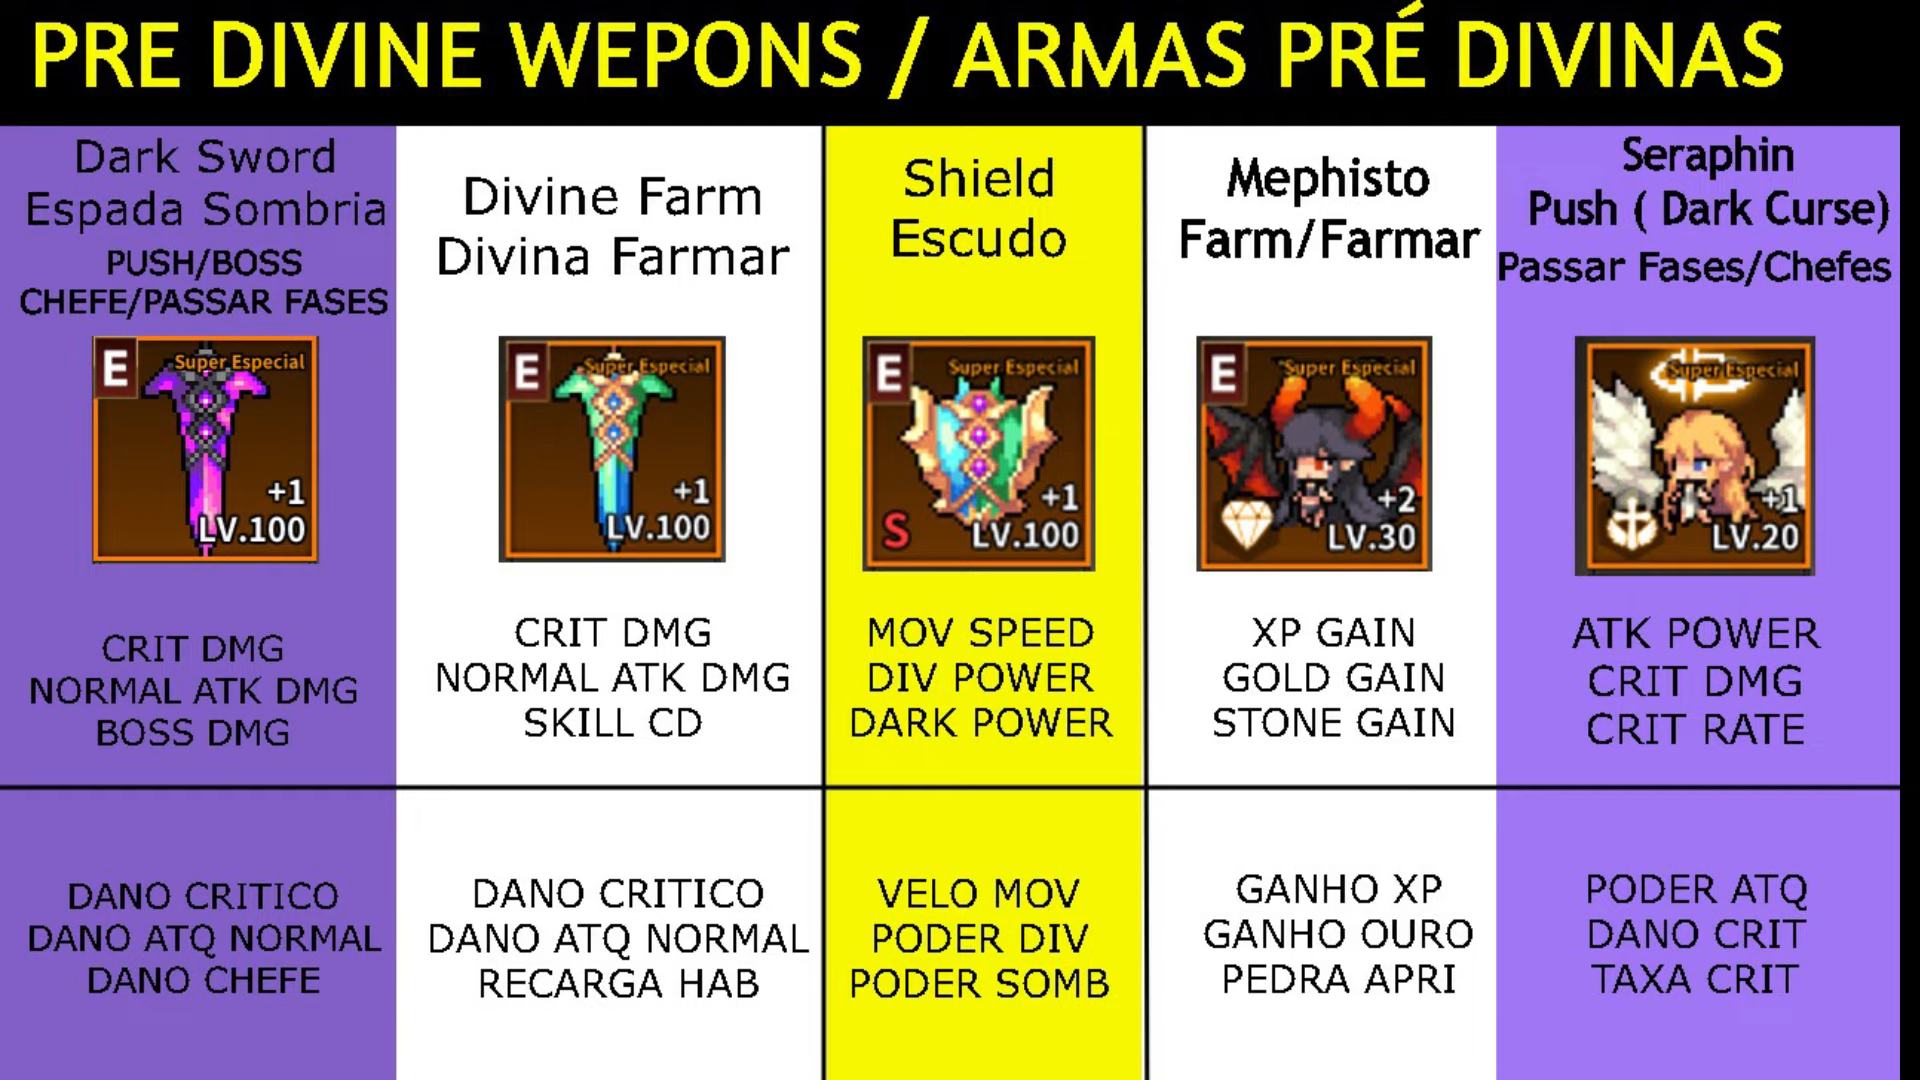 PRE DIVINE WEPONS / ARMAS PRÉ DIVINAS
Dark Sword
Espada Sombria
PUSH/BOSS
CHEFE/PASSAR FASES
E
Super Especial
+1
LV.100
CRIT DMG
NORMAL ATK DMG
BOSS DMG
DANO CRITICO
DANO ATQ NORMAL
DANO CHEFE
Divine Farm
Divina Farmar
E
Super Especial
+1
LV.100
CRIT DMG
NORMAL ATK DMG
SKILL CD
DANO CRITICO
DANO ATQ NORMAL
RECARGA HAB
Shield
Escudo
E
Super Especial
+1
S LV.100
MOV SPEED
DIV POWER
DARK POWER
VELO MOV
PODER DIV
PODER SOMB
Mephisto
Farm/Farmar
E
Super Especial
+2
LV.30
XP GAIN
GOLD GAIN
STONE GAIN
GANHO XP
GANHO OURO
PEDRA APRI
Seraphin
Push ( Dark Curse)
Passar Fases/Chefes
Super Especial
+1
LV.20
ATK POWER
CRIT DMG
CRIT RATE
PODER ATQ
DANO CRIT
TAXA CRIT